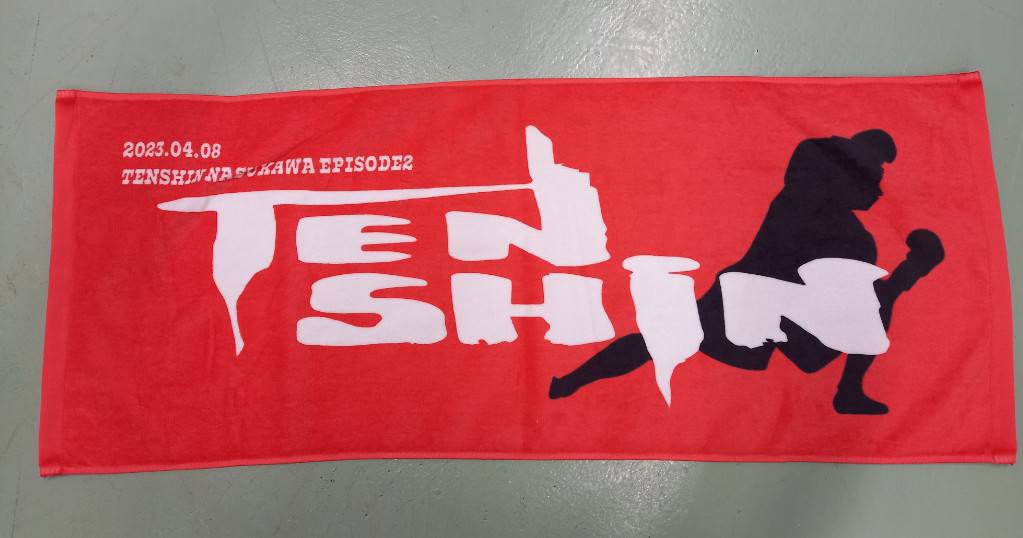 2023.04.08
TENSHIN NASUKAWA EPISODE2
TEN
SHIN